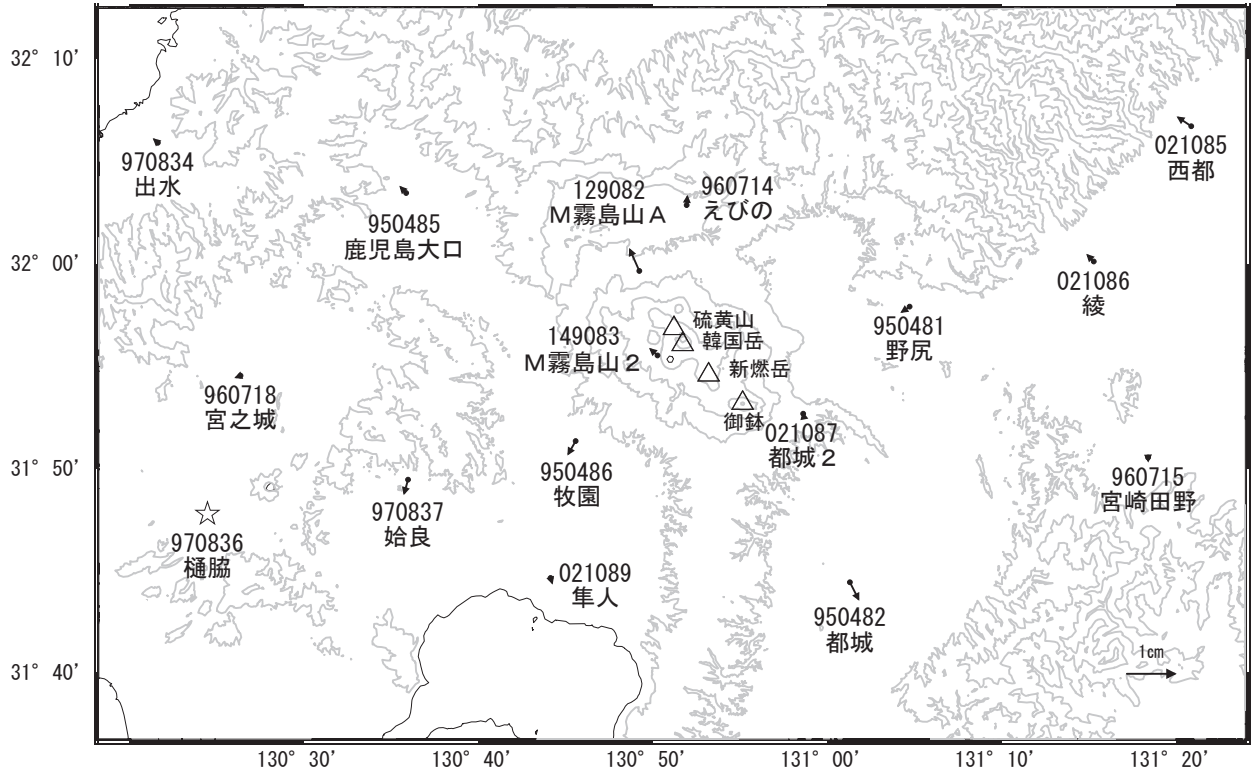 32° 10′
021085
西都
970834
出水
129082
M霧島山A
960714
えびの
950485
鹿児島大口
32° 00′
021086
綾
950481
野尻
硫黄山
韓国岳
149083
M霧島山2
新燃岳
960718
宮之城
御鉢
021087
都城2
31° 50′
950486
牧園
960715
宮崎田野
970837
姶良
970836
樋脇
021089
隼人
950482
都城
1cm
31° 40′
130° 30′ 130° 40′ 130° 50′ 131° 00′ 131° 10′ 131° 20′